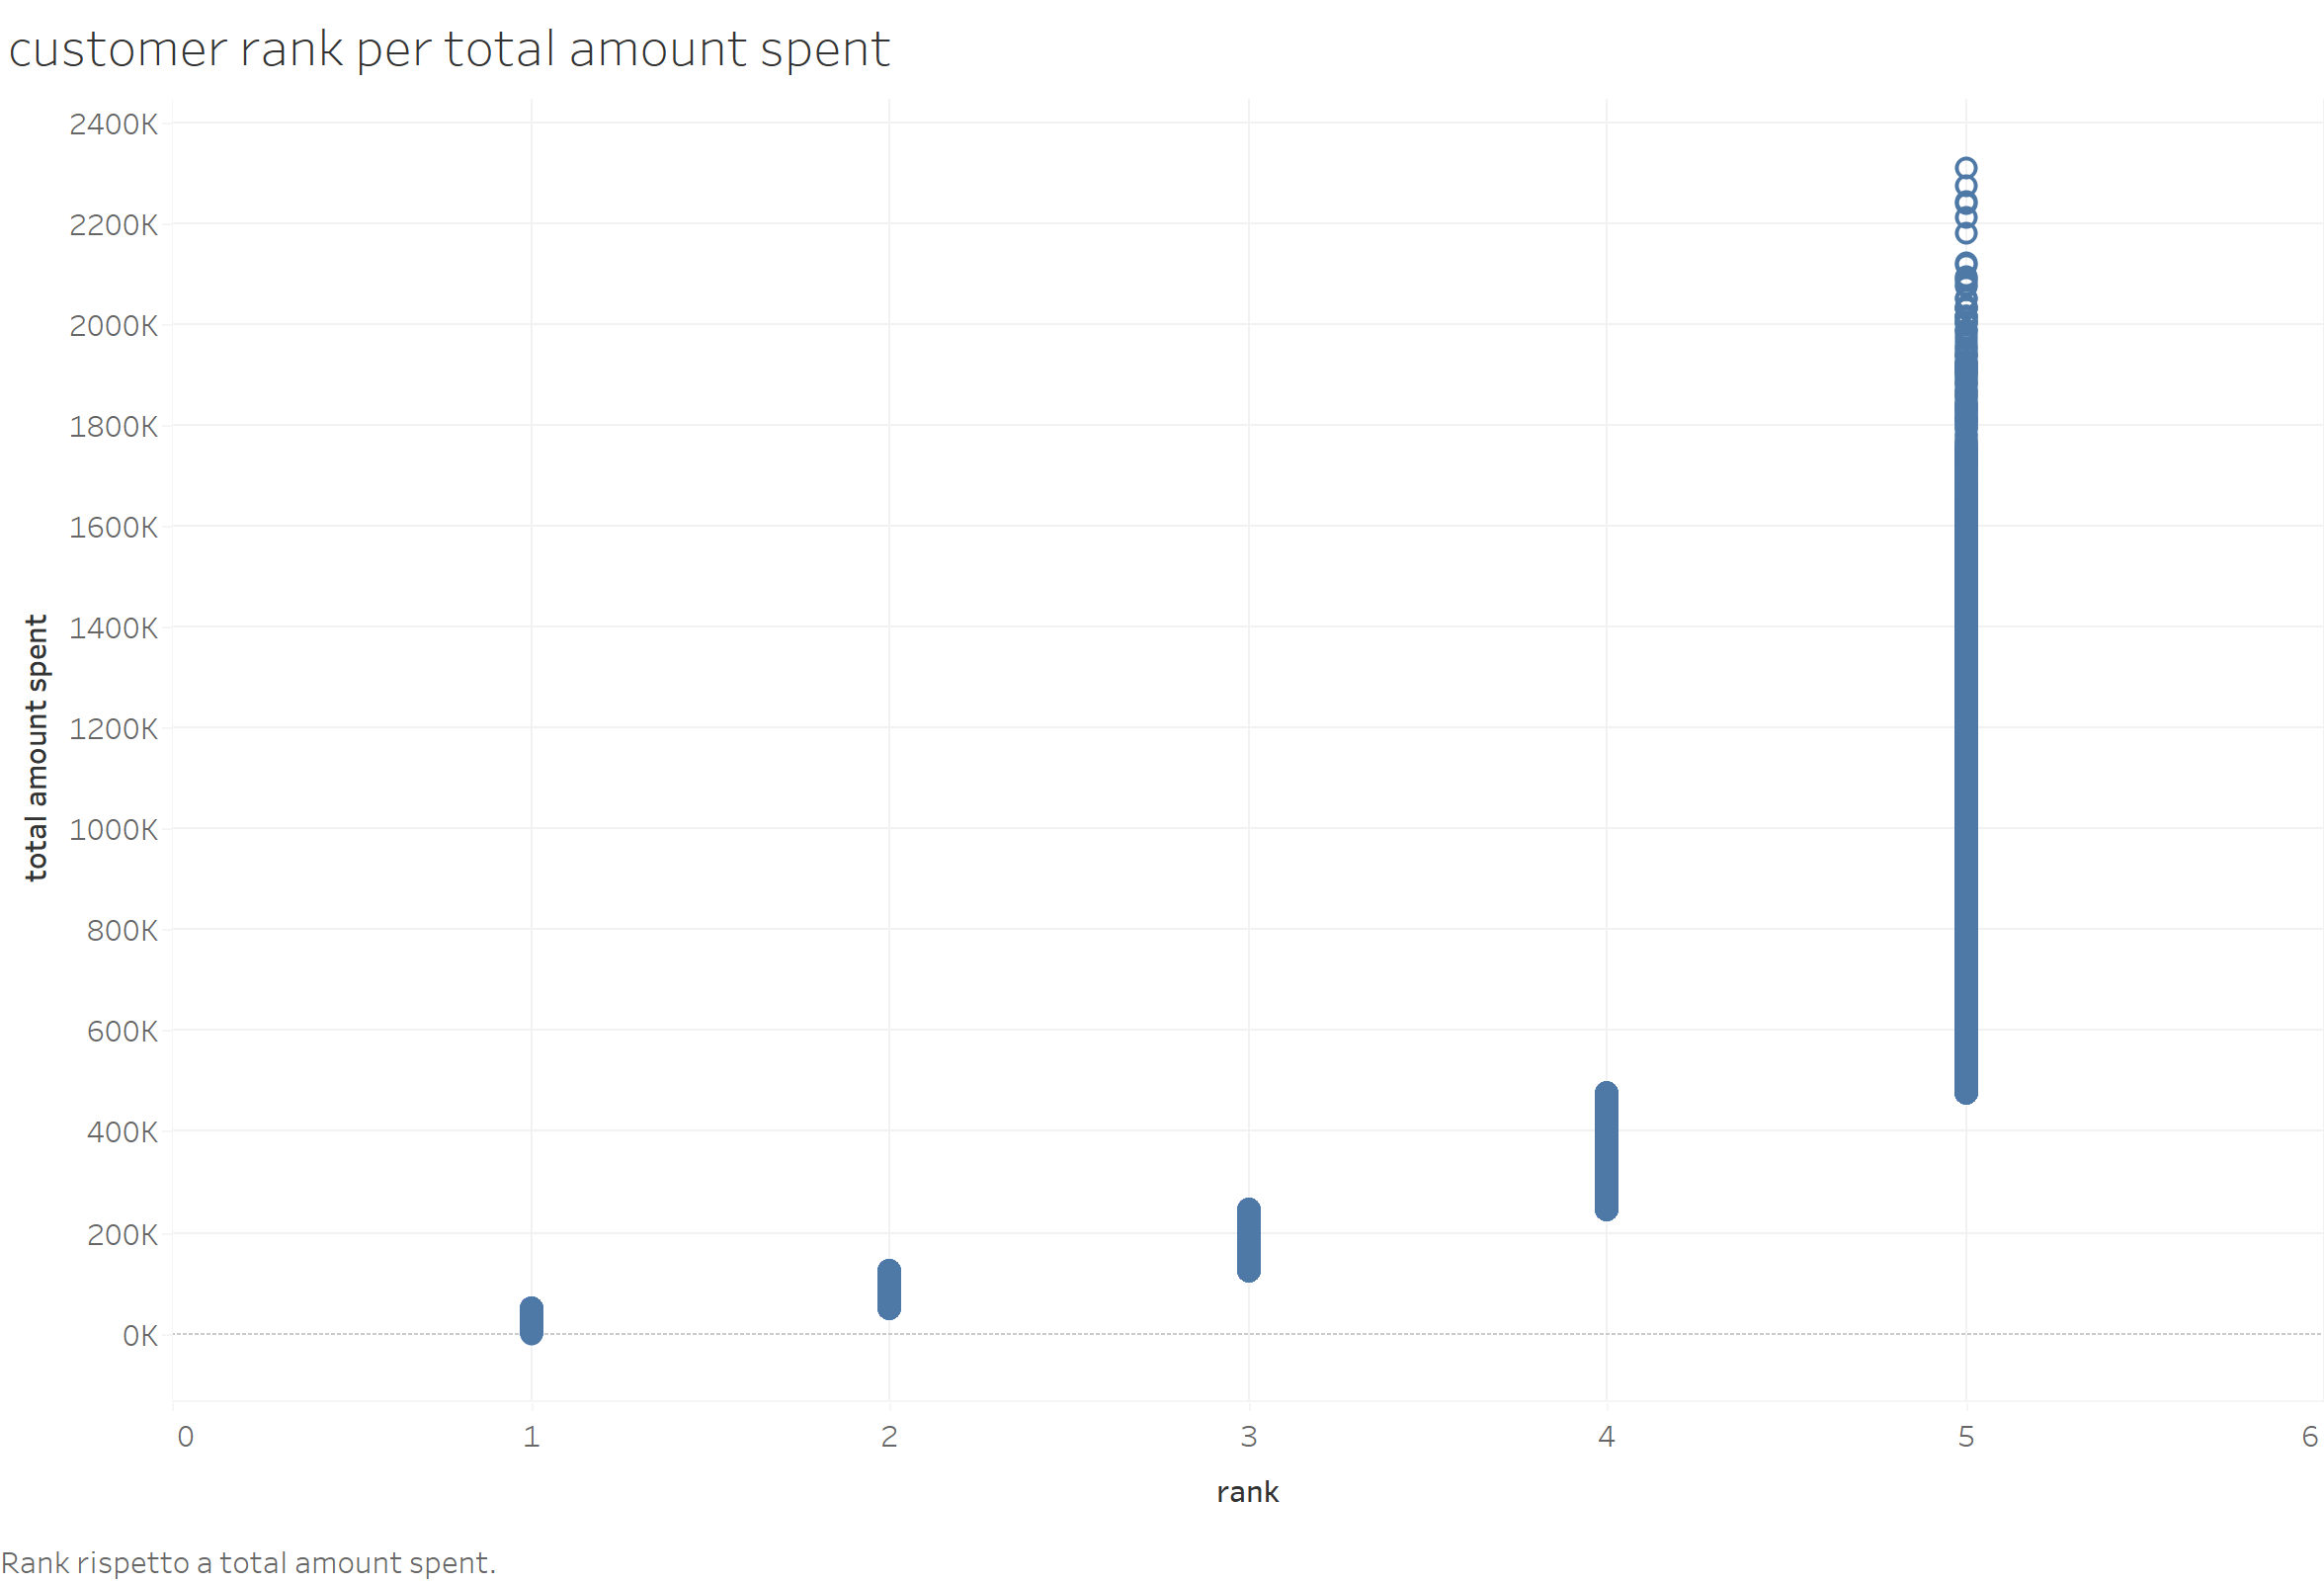 customer rank per total amount spent
2400K
2200K
2000K
1800K
1600K
1400K
1200K
1000K
800K
600K
400K
200K
0K
total amount spent
0 1 2 3 4 5 6
rank
Rank rispetto a total amount spent.